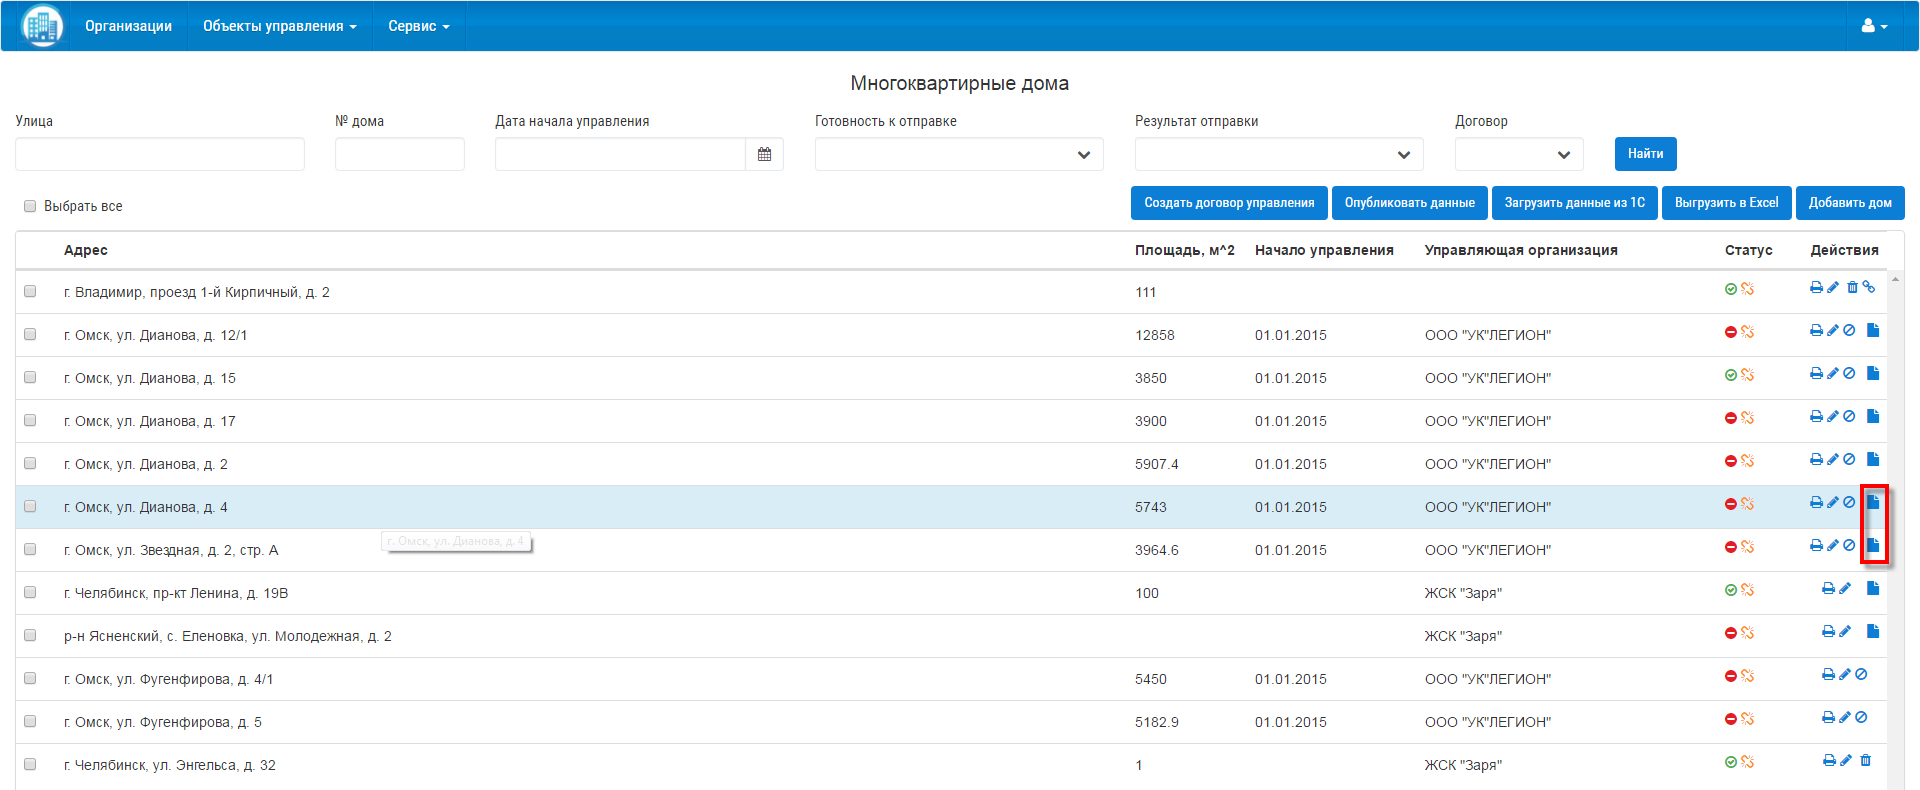 Организации Объекты управления Сервис
Многоквартирные дома
Улица № дома Дата начала управления Готовность к отправке Результат отправки Договор
Найти
Выбрать все Создать договор управления Опубликовать данные Загрузить данные из 1С Выгрузить в Excel Добавить дом
Адрес Площадь, м^2 Начало управления Управляющая организация Статус Действия
г. Владимир, проезд 1-й Кирпичный, д. 2 111
г. Омск, ул. Дианова, д. 12/1 12858 01.01.2015 ООО "УК"ЛЕГИОН"
г. Омск, ул. Дианова, д. 15 3850 01.01.2015 ООО "УК"ЛЕГИОН"
г. Омск, ул. Дианова, д. 17 3900 01.01.2015 ООО "УК"ЛЕГИОН"
г. Омск, ул. Дианова, д. 2 5907.4 01.01.2015 ООО "УК"ЛЕГИОН"
г. Омск, ул. Дианова, д. 4 5743 01.01.2015 ООО "УК"ЛЕГИОН"
г. Омск, ул. Дианова, д. 4
г. Омск, ул. Звездная, д. 2, стр. А 3964.6 01.01.2015 ООО "УК"ЛЕГИОН"
г. Челябинск, пр-кт Ленина, д. 19В 100 ЖСК "Заря"
р-н Ясненский, с. Еленовка, ул. Молодежная, д. 2 ЖСК "Заря"
г. Омск, ул. Фугенфирова, д. 4/1 5450 01.01.2015 ООО "УК"ЛЕГИОН"
г. Омск, ул. Фугенфирова, д. 5 5182.9 01.01.2015 ООО "УК"ЛЕГИОН"
г. Челябинск, ул. Энгельса, д. 32 1 ЖСК "Заря"